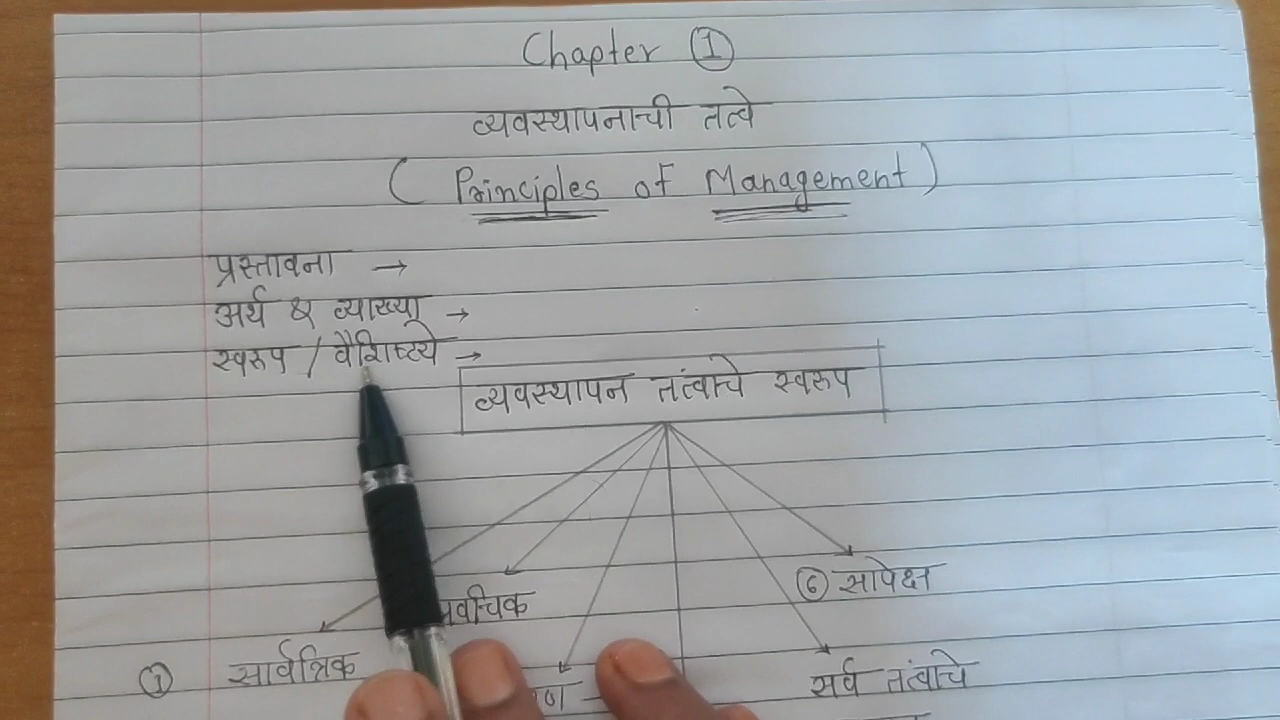 Chapter ①
व्यवस्थापनाची तत्वे
( Principles of Management )
प्रस्तावना →
अर्थ & व्याख्या →
स्वरूप / वैशिष्ट्ये →
व्यवस्थापन तत्वांचे स्वरूप
⑥ सापेक्ष
① सार्वत्रिक
सर्व तत्वांचे